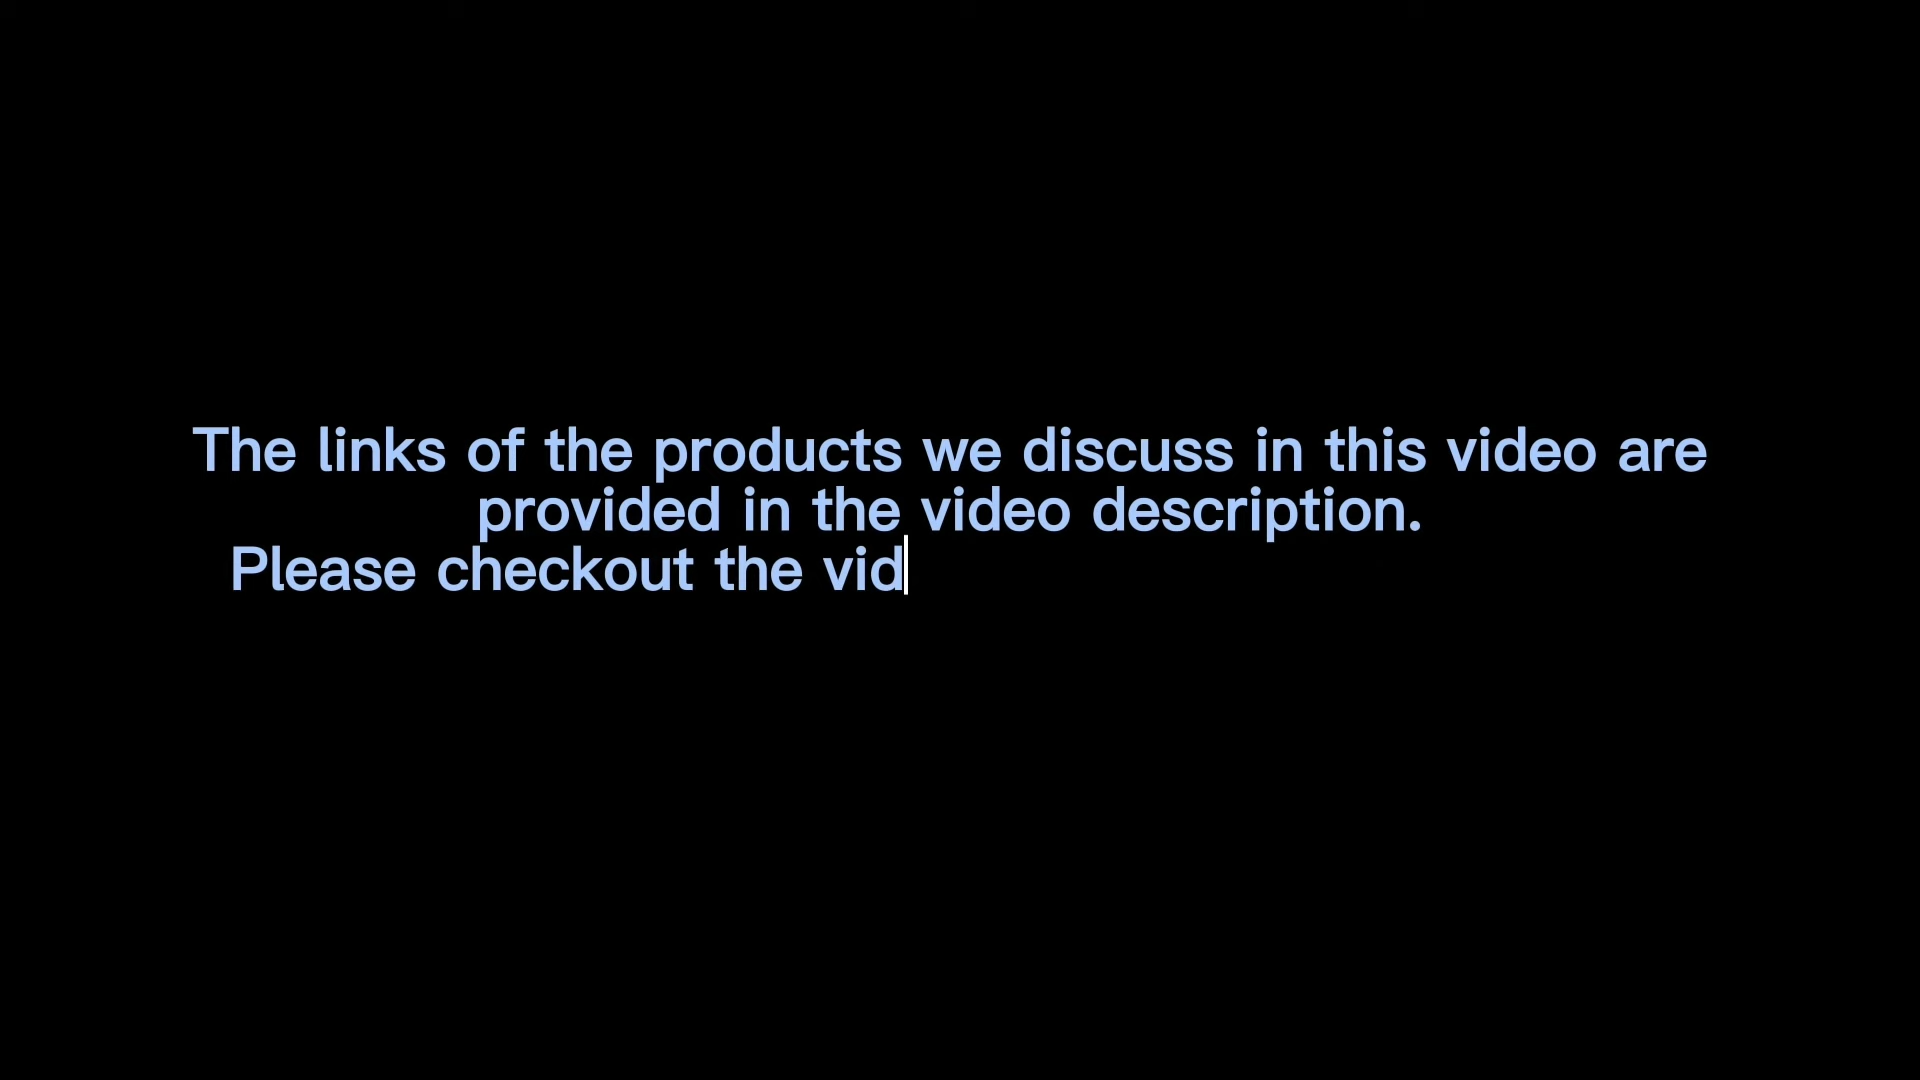 The links of the products we discuss in this video are
provided in the video description.
Please checkout the vid